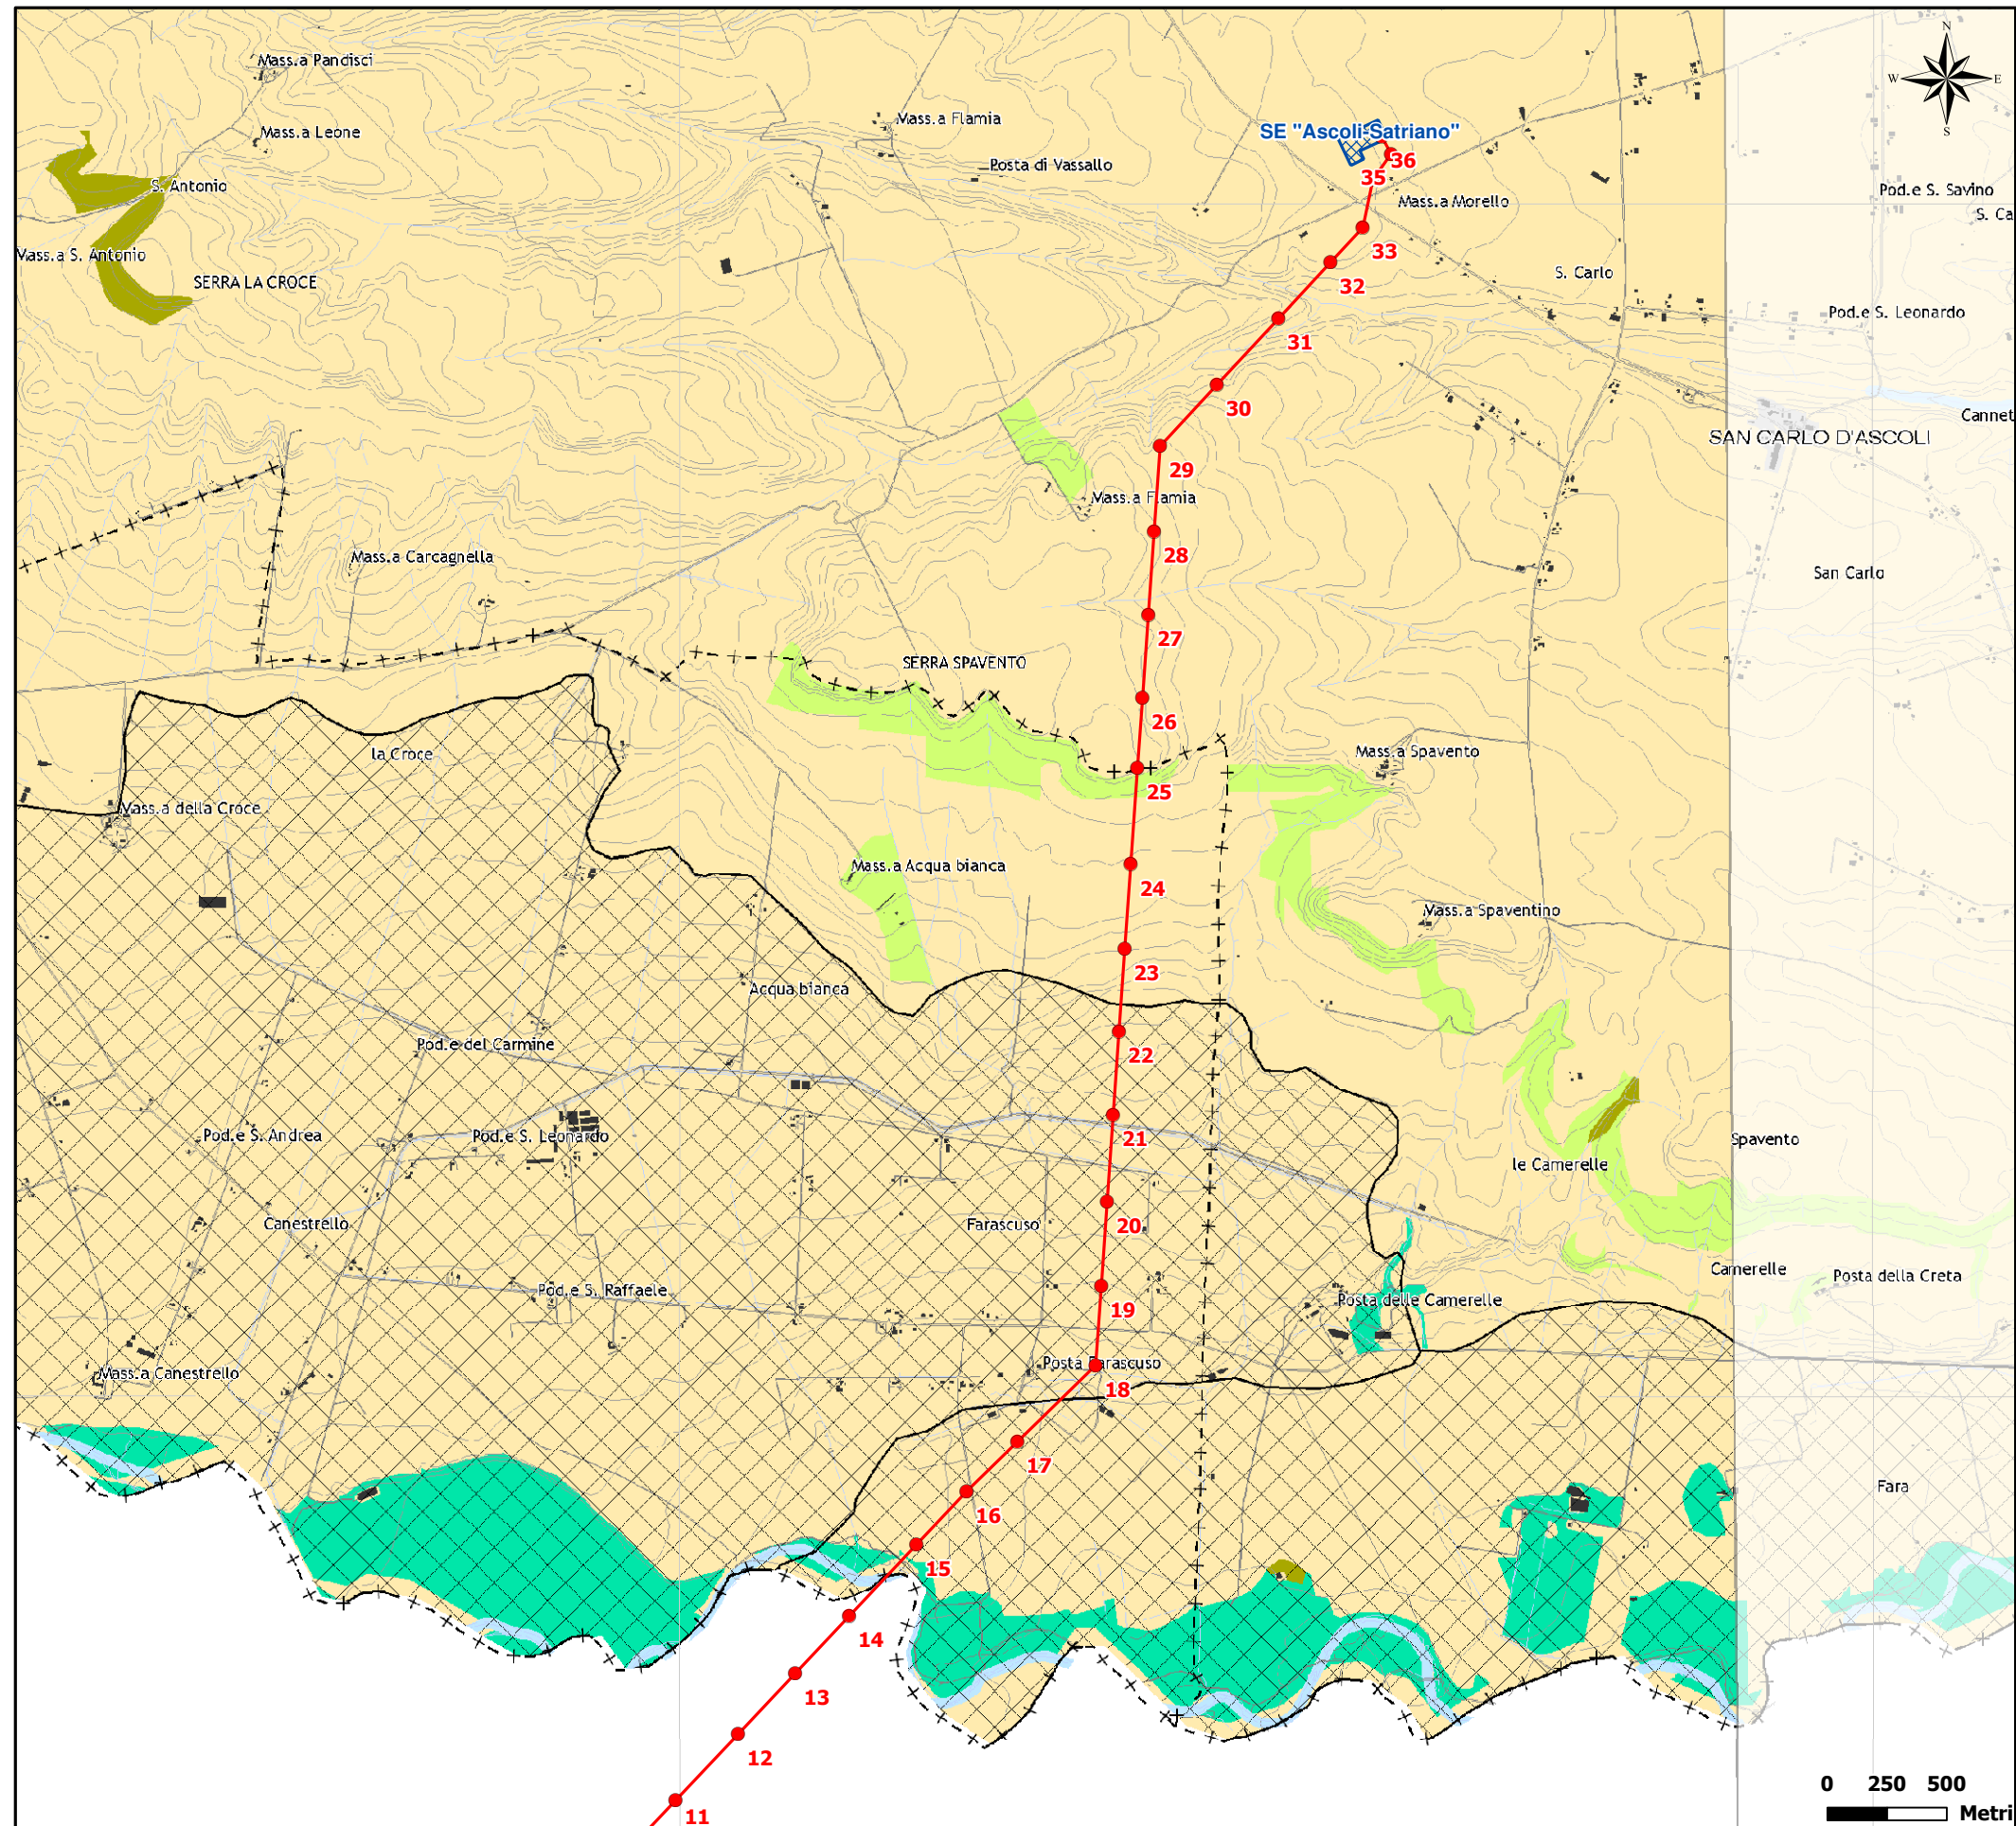 N
Mass.a Pandisci
W
E
Mass.a Flamia
SE "Ascoli Satriano"
Mass.a Leone
S
Posta di Vassallo
36
35
S. Antonio
Pod.e S. Savino
Mass.a Morello
S. Ca
33
Mass.a S. Antonio
S. Carlo
SERRA LA CROCE
32
Pod.e S. Leonardo
31
30
Cannet
SAN CARLO D'ASCOLI
29
Mass.a Flamia
Mass.a Carcagnella
28
San Carlo
27
SERRA SPAVENTO
26
la Croce
Mass.a Spavento
25
Mass.a della Croce
Mass.a Acqua bianca
24
Mass.a Spaventino
23
Acqua bianca
Pod.e del Carmine
22
Pod.e S. Andrea
Pod.e S. Leonardo
21
Spavento
le Camerelle
Canestrello
Farascuso
20
Camerelle
Posta della Creta
Pod.e S. Raffaele
19
Posta delle Camerelle
Mass.a Canestrello
Posta Farascuso
18
17
Fara
16
15
14
13
12
11
0 250 500
Metri